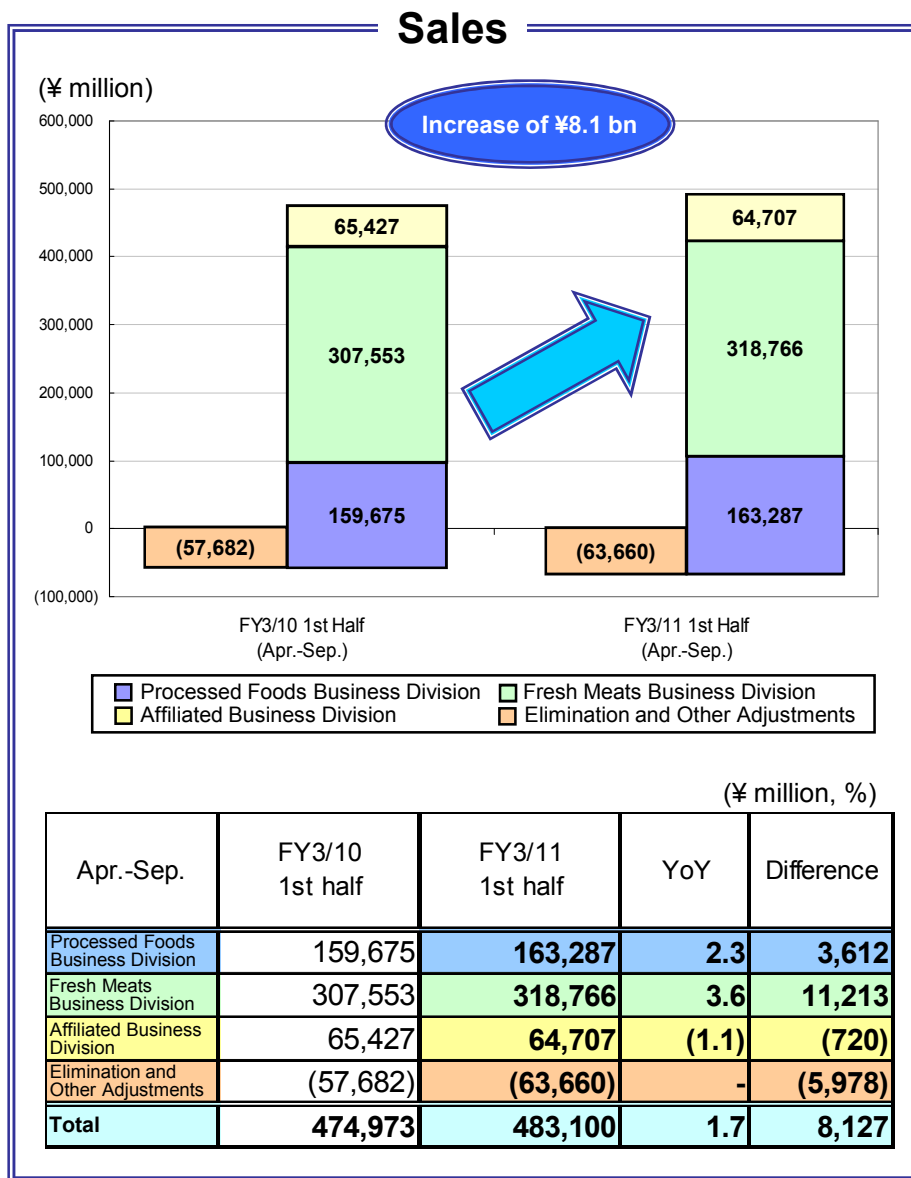 Sales
(¥ million)
Increase of ¥8.1 bn
600,000
500,000
400,000
300,000
200,000
100,000
0
(100,000)
65,427
307,553
159,675
(57,682)
64,707
318,766
163,287
(63,660)
FY3/10 1st Half
(Apr.-Sep.)
FY3/11 1st Half
(Apr.-Sep.)
Processed Foods Business Division
Fresh Meats Business Division
Affiliated Business Division
Elimination and Other Adjustments
(¥ million, %)
Apr.-Sep.
FY3/10
1st half
FY3/11
1st half
YoY
Difference
Processed Foods
Business Division
159,675
163,287
2.3
3,612
Fresh Meats
Business Division
307,553
318,766
3.6
11,213
Affiliated Business
Division
65,427
64,707
(1.1)
(720)
Elimination and
Other Adjustments
(57,682)
(63,660)
-
(5,978)
Total
474,973
483,100
1.7
8,127